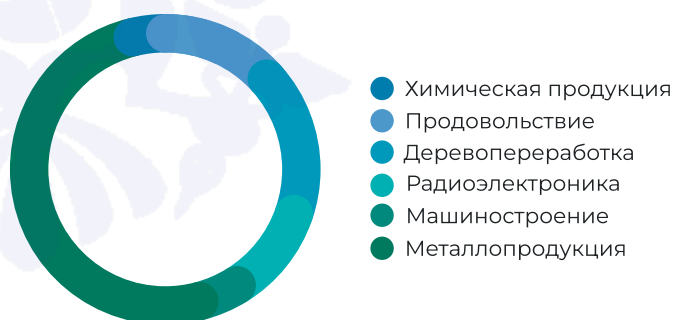 Химическая продукция
Продовольствие
Деревопереработка
Радиоэлектроника
Машиностроение
Металлопродукция